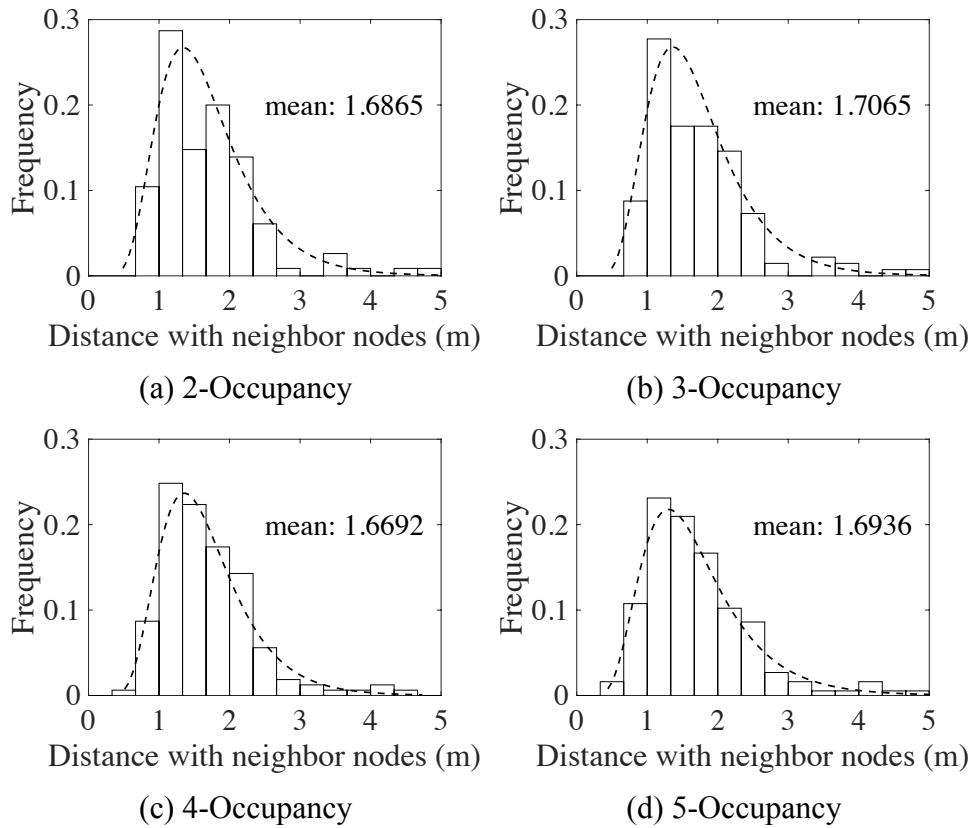 0.3
0.2
0.1
0
Frequency
mean: 1.6865
0 1 2 3 4 5
Distance with neighbor nodes (m)
(a) 2-Occupancy
0.3
0.2
0.1
0
Frequency
mean: 1.7065
0 1 2 3 4 5
Distance with neighbor nodes (m)
(b) 3-Occupancy
0.3
0.2
0.1
0
Frequency
mean: 1.6692
0 1 2 3 4 5
Distance with neighbor nodes (m)
(c) 4-Occupancy
0.3
0.2
0.1
0
Frequency
mean: 1.6936
0 1 2 3 4 5
Distance with neighbor nodes (m)
(d) 5-Occupancy